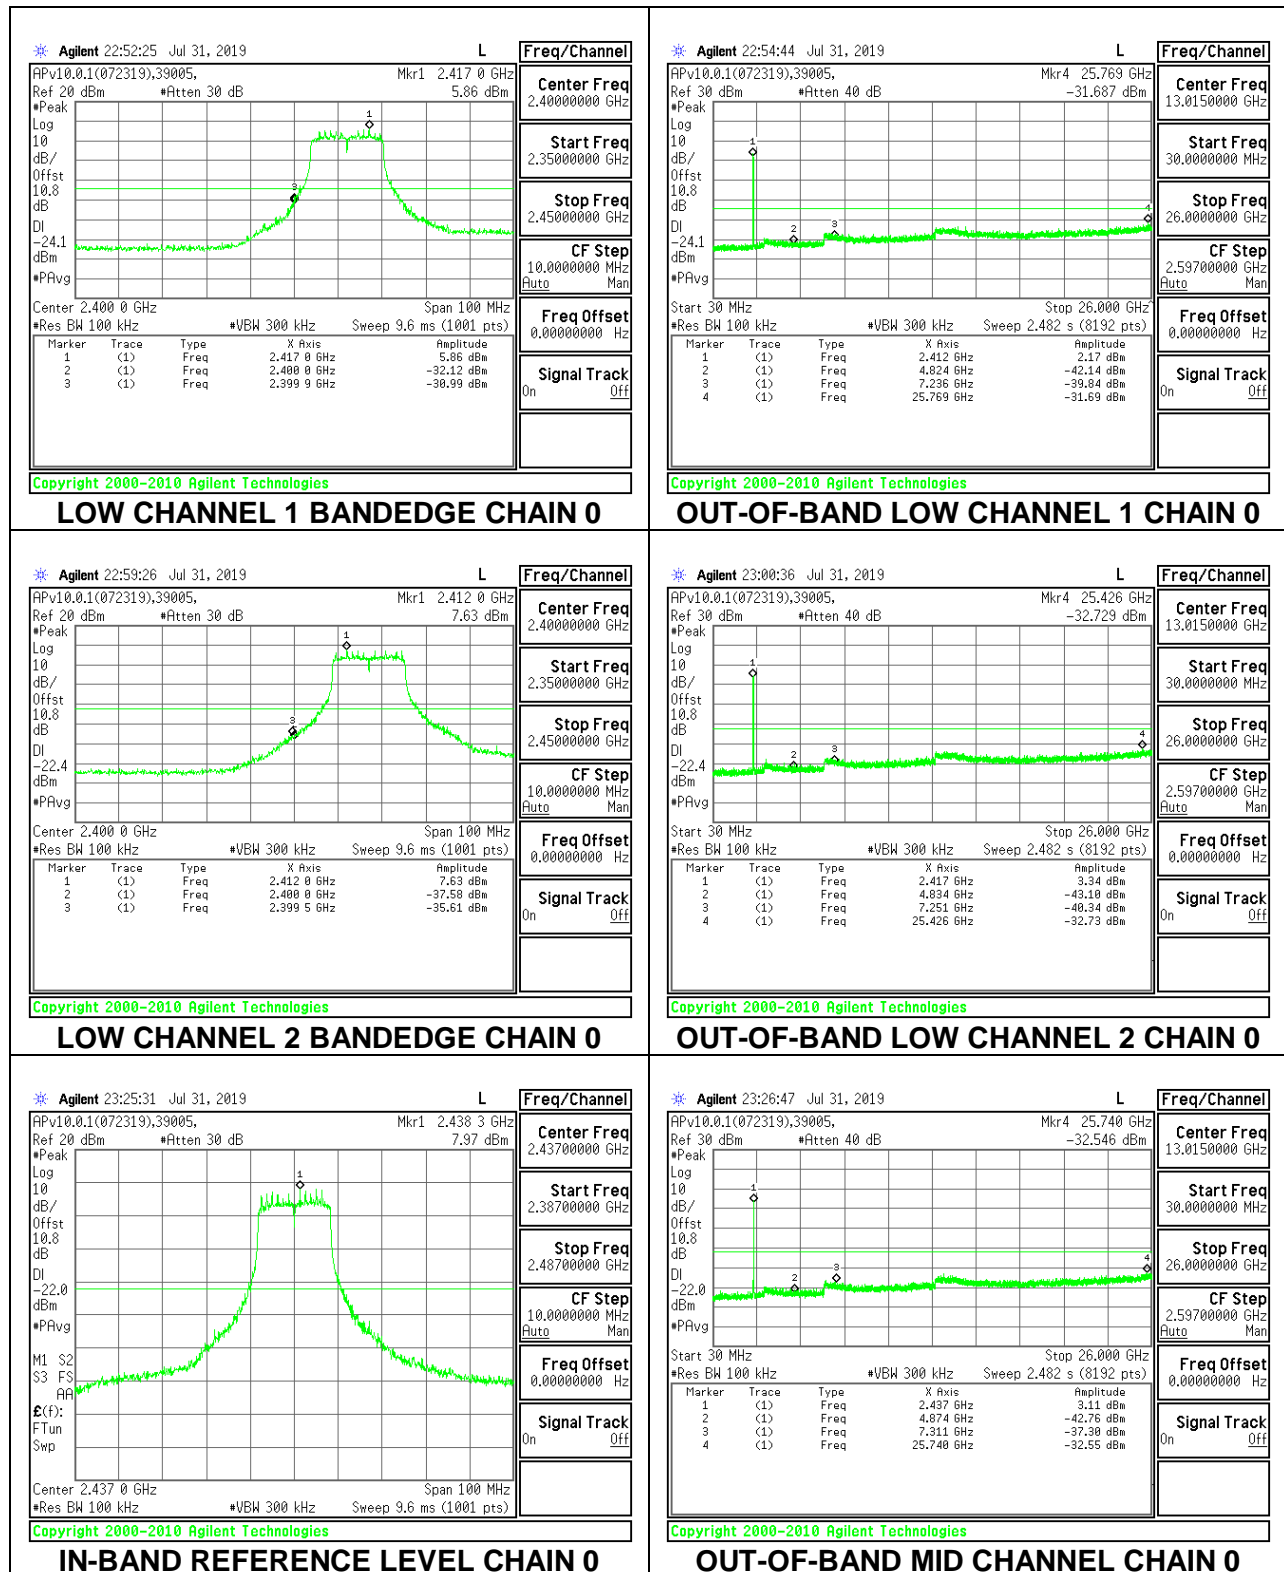 Agilent 22:52:25 Jul 31, 2019 L Freq/Channel
APv10.0.1(072319),39005, Mkr1 2.417 0 GHz
Ref 20 dBm #Atten 30 dB 5.86 dBm
#Peak
Log
10
dB/
Offst
10.8
dB
DI
-24.1
dBm
#PAvg
1
3
Center 2.400 0 GHz Span 100 MHz
#Res BW 100 kHz #VBW 300 kHz Sweep 9.6 ms (1001 pts)
Marker Trace Type X Axis Amplitude
1 (1) Freq 2.417 0 GHz 5.86 dBm
2 (1) Freq 2.400 0 GHz -32.12 dBm
3 (1) Freq 2.399 9 GHz -30.99 dBm
Center Freq
2.40000000 GHz
Start Freq
2.35000000 GHz
Stop Freq
2.45000000 GHz
CF Step
10.0000000 MHz
Auto Man
Freq Offset
0.00000000 Hz
Signal Track
On Off
Copyright 2000-2010 Agilent Technologies
LOW CHANNEL 1 BANDEDGE CHAIN 0
Agilent 22:54:44 Jul 31, 2019 L Freq/Channel
APv10.0.1(072319),39005, Mkr4 25.769 GHz
Ref 30 dBm #Atten 40 dB -31.687 dBm
#Peak
Log
10
dB/
Offst
10.8
dB
DI
-24.1
dBm
#PAvg
1
2
3
4
Start 30 MHz Stop 26.000 GHz
#Res BW 100 kHz #VBW 300 kHz Sweep 2.482 s (8192 pts)
Marker Trace Type X Axis Amplitude
1 (1) Freq 2.412 GHz 2.17 dBm
2 (1) Freq 4.824 GHz -42.14 dBm
3 (1) Freq 7.236 GHz -39.84 dBm
4 (1) Freq 25.769 GHz -31.69 dBm
Center Freq
13.0150000 GHz
Start Freq
30.0000000 MHz
Stop Freq
26.0000000 GHz
CF Step
2.59700000 GHz
Auto Man
Freq Offset
0.00000000 Hz
Signal Track
On Off
Copyright 2000-2010 Agilent Technologies
OUT-OF-BAND LOW CHANNEL 1 CHAIN 0
Agilent 22:59:26 Jul 31, 2019 L Freq/Channel
APv10.0.1(072319),39005, Mkr1 2.412 0 GHz
Ref 20 dBm #Atten 30 dB 7.63 dBm
#Peak
Log
10
dB/
Offst
10.8
dB
DI
-22.4
dBm
#PAvg
1
3
Center 2.400 0 GHz Span 100 MHz
#Res BW 100 kHz #VBW 300 kHz Sweep 9.6 ms (1001 pts)
Marker Trace Type X Axis Amplitude
1 (1) Freq 2.412 0 GHz 7.63 dBm
2 (1) Freq 2.400 0 GHz -37.58 dBm
3 (1) Freq 2.399 5 GHz -35.61 dBm
Center Freq
2.40000000 GHz
Start Freq
2.35000000 GHz
Stop Freq
2.45000000 GHz
CF Step
10.0000000 MHz
Auto Man
Freq Offset
0.00000000 Hz
Signal Track
On Off
Copyright 2000-2010 Agilent Technologies
LOW CHANNEL 2 BANDEDGE CHAIN 0
Agilent 23:00:36 Jul 31, 2019 L Freq/Channel
APv10.0.1(072319),39005, Mkr4 25.426 GHz
Ref 30 dBm #Atten 40 dB -32.729 dBm
#Peak
Log
10
dB/
Offst
10.8
dB
DI
-22.4
dBm
#PAvg
1
2
3
4
Start 30 MHz Stop 26.000 GHz
#Res BW 100 kHz #VBW 300 kHz Sweep 2.482 s (8192 pts)
Marker Trace Type X Axis Amplitude
1 (1) Freq 2.417 GHz 3.34 dBm
2 (1) Freq 4.834 GHz -43.10 dBm
3 (1) Freq 7.251 GHz -40.34 dBm
4 (1) Freq 25.426 GHz -32.73 dBm
Center Freq
13.0150000 GHz
Start Freq
30.0000000 MHz
Stop Freq
26.0000000 GHz
CF Step
2.59700000 GHz
Auto Man
Freq Offset
0.00000000 Hz
Signal Track
On Off
Copyright 2000-2010 Agilent Technologies
OUT-OF-BAND LOW CHANNEL 2 CHAIN 0
Agilent 23:25:31 Jul 31, 2019 L Freq/Channel
APv10.0.1(072319),39005, Mkr1 2.438 3 GHz
Ref 20 dBm #Atten 30 dB 7.97 dBm
#Peak
Log
10
dB/
Offst
10.8
dB
DI
-22.0
dBm
#PAvg
M1 S2
S3 FS
AA
£(f):
FTun
Swp
1
Center 2.437 0 GHz Span 100 MHz
#Res BW 100 kHz #VBW 300 kHz Sweep 9.6 ms (1001 pts)
Center Freq
2.43700000 GHz
Start Freq
2.38700000 GHz
Stop Freq
2.48700000 GHz
CF Step
10.0000000 MHz
Auto Man
Freq Offset
0.00000000 Hz
Signal Track
On Off
Copyright 2000-2010 Agilent Technologies
IN-BAND REFERENCE LEVEL CHAIN 0
Agilent 23:26:47 Jul 31, 2019 L Freq/Channel
APv10.0.1(072319),39005, Mkr4 25.740 GHz
Ref 30 dBm #Atten 40 dB -32.546 dBm
#Peak
Log
10
dB/
Offst
10.8
dB
DI
-22.0
dBm
#PAvg
1
2
3
4
Start 30 MHz Stop 26.000 GHz
#Res BW 100 kHz #VBW 300 kHz Sweep 2.482 s (8192 pts)
Marker Trace Type X Axis Amplitude
1 (1) Freq 2.437 GHz 3.11 dBm
2 (1) Freq 4.874 GHz -42.76 dBm
3 (1) Freq 7.311 GHz -37.30 dBm
4 (1) Freq 25.740 GHz -32.55 dBm
Center Freq
13.0150000 GHz
Start Freq
30.0000000 MHz
Stop Freq
26.0000000 GHz
CF Step
2.59700000 GHz
Auto Man
Freq Offset
0.00000000 Hz
Signal Track
On Off
Copyright 2000-2010 Agilent Technologies
OUT-OF-BAND MID CHANNEL CHAIN 0